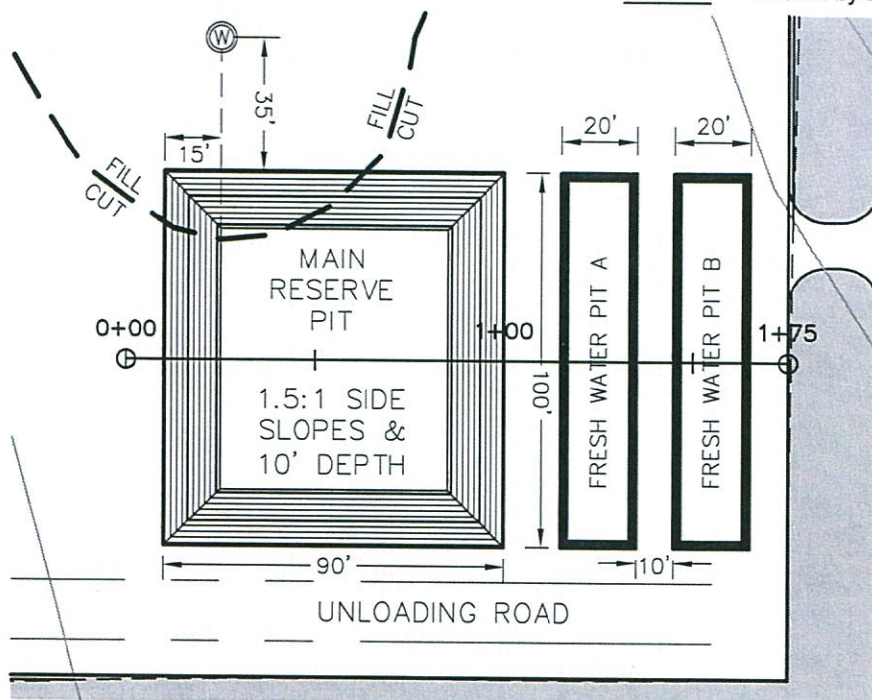 W
35'
FILL
CUT
15'
FILL
CUT
20'
20'
MAIN
RESERVE
PIT
0+00
1+00
1+75
100'
FRESH WATER PIT A
FRESH WATER PIT B
1.5:1 SIDE
SLOPES &
10' DEPTH
90'
10'
UNLOADING ROAD